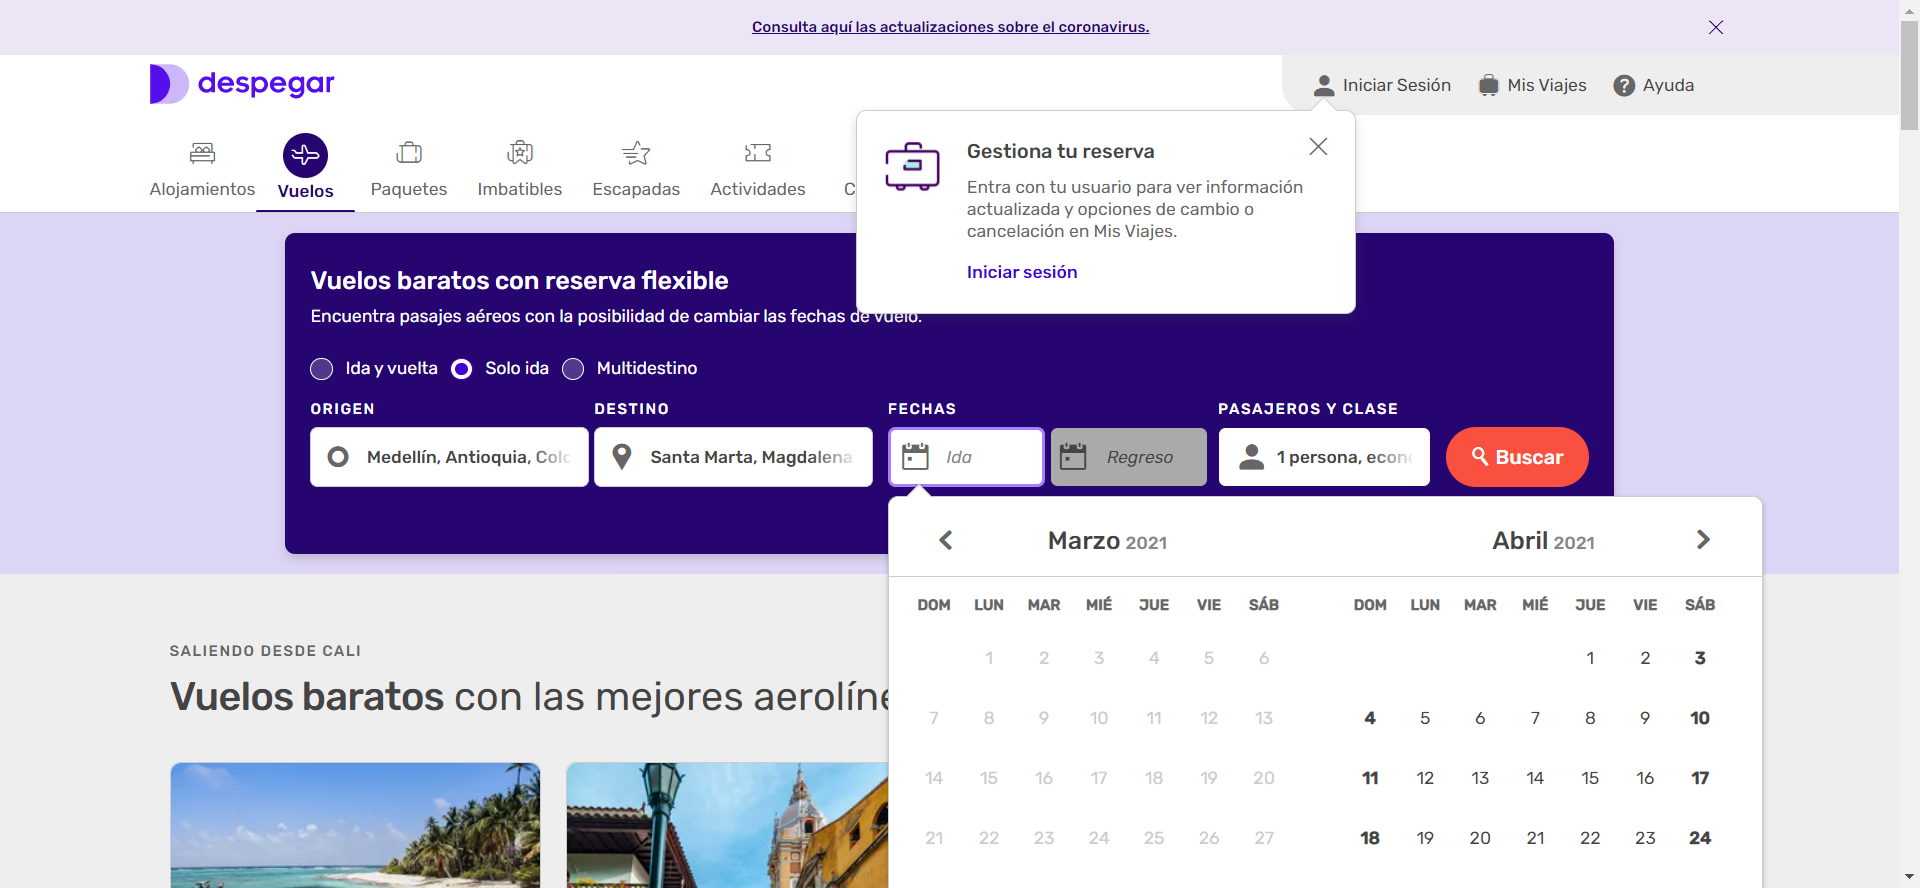 Consulta aquí las actualizaciones sobre el coronavirus.
despegar
Iniciar Sesión
Mis Viajes
Ayuda
Alojamientos
Vuelos
Paquetes
Imbatibles
Escapadas
Actividades
C
Gestiona tu reserva
Entra con tu usuario para ver información
actualizada y opciones de cambio o
cancelación en Mis Viajes.
Iniciar sesión
Vuelos baratos con reserva flexible
Encuentra pasajes aéreos con la posibilidad de cambiar las fechas de vuelo.
Ida y vuelta
Solo ida
Multidestino
ORIGEN
DESTINO
FECHAS
PASAJEROS Y CLASE
Medellín, Antioquia, Colo
Santa Marta, Magdalena
Ida
Regreso
1 persona, econ
Buscar
Marzo 2021
DOM LUN MAR MIÉ JUE VIE SÁB
1 2 3 4 5 6
7 8 9 10 11 12 13
14 15 16 17 18 19 20
21 22 23 24 25 26 27
Abril 2021
DOM LUN MAR MIÉ JUE VIE SÁB
1 2 3
4 5 6 7 8 9 10
11 12 13 14 15 16 17
18 19 20 21 22 23 24
SALIENDO DESDE CALI
Vuelos baratos con las mejores aerolíne